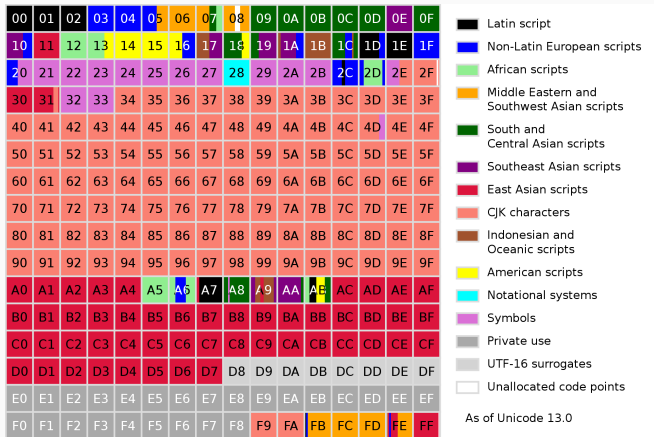 00 01 02 03 04 05 06 07 08 09 0A 0B 0C 0D 0E 0F
10 11 12 13 14 15 16 17 18 19 1A 1B 1C 1D 1E 1F
20 21 22 23 24 25 26 27 28 29 2A 2B 2C 2D 2E 2F
30 31 32 33 34 35 36 37 38 39 3A 3B 3C 3D 3E 3F
40 41 42 43 44 45 46 47 48 49 4A 4B 4C 4D 4E 4F
50 51 52 53 54 55 56 57 58 59 5A 5B 5C 5D 5E 5F
60 61 62 63 64 65 66 67 68 69 6A 6B 6C 6D 6E 6F
70 71 72 73 74 75 76 77 78 79 7A 7B 7C 7D 7E 7F
80 81 82 83 84 85 86 87 88 89 8A 8B 8C 8D 8E 8F
90 91 92 93 94 95 96 97 98 99 9A 9B 9C 9D 9E 9F
A0 A1 A2 A3 A4 A5 A6 A7 A8 A9 AA AB AC AD AE AF
B0 B1 B2 B3 B4 B5 B6 B7 B8 B9 BA BB BC BD BE BF
C0 C1 C2 C3 C4 C5 C6 C7 C8 C9 CA CB CC CD CE CF
D0 D1 D2 D3 D4 D5 D6 D7 D8 D9 DA DB DC DD DE DF
E0 E1 E2 E3 E4 E5 E6 E7 E8 E9 EA EB EC ED EE EF
F0 F1 F2 F3 F4 F5 F6 F7 F8 F9 FA FB FC FD FE FF
Latin script
Non-Latin European scripts
African scripts
Middle Eastern and
Southwest Asian scripts
South and
Central Asian scripts
Southeast Asian scripts
East Asian scripts
CJK characters
Indonesian and
Oceanic scripts
American scripts
Notational systems
Symbols
Private use
UTF-16 surrogates
Unallocated code points
As of Unicode 13.0